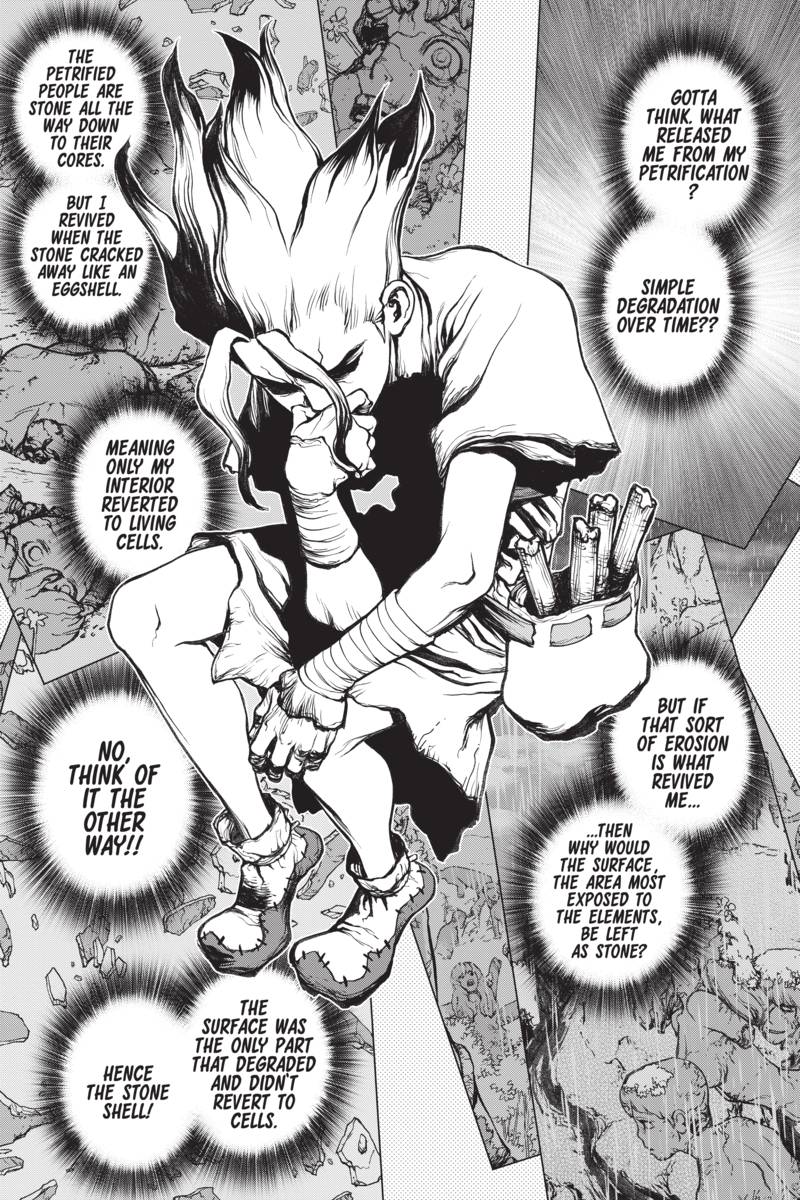 GOTTA
THINK. WHAT
RELEASED
ME FROM MY
PETRIFICATION
?
SIMPLE
DEGRADATION
OVER TIME??
BUT IF
THAT SORT
OF EROSION
IS WHAT
REVIVED
ME...
...THEN
WHY WOULD
THE SURFACE,
THE AREA MOST
EXPOSED TO
THE ELEMENTS,
BE LEFT
AS STONE?
THE
PETRIFIED
PEOPLE ARE
STONE ALL THE
WAY DOWN
TO THEIR
CORES.
BUT I
REVIVED
WHEN THE
STONE CRACKED
AWAY LIKE AN
EGGSHELL.
MEANING
ONLY MY
INTERIOR
REVERTED
TO LIVING
CELLS.
NO,
THINK OF
IT THE
OTHER
WAY!!
THE
SURFACE WAS
THE ONLY PART
THAT DEGRADED
AND DIDN'T
REVERT TO
CELLS.
HENCE
THE STONE
SHELL!